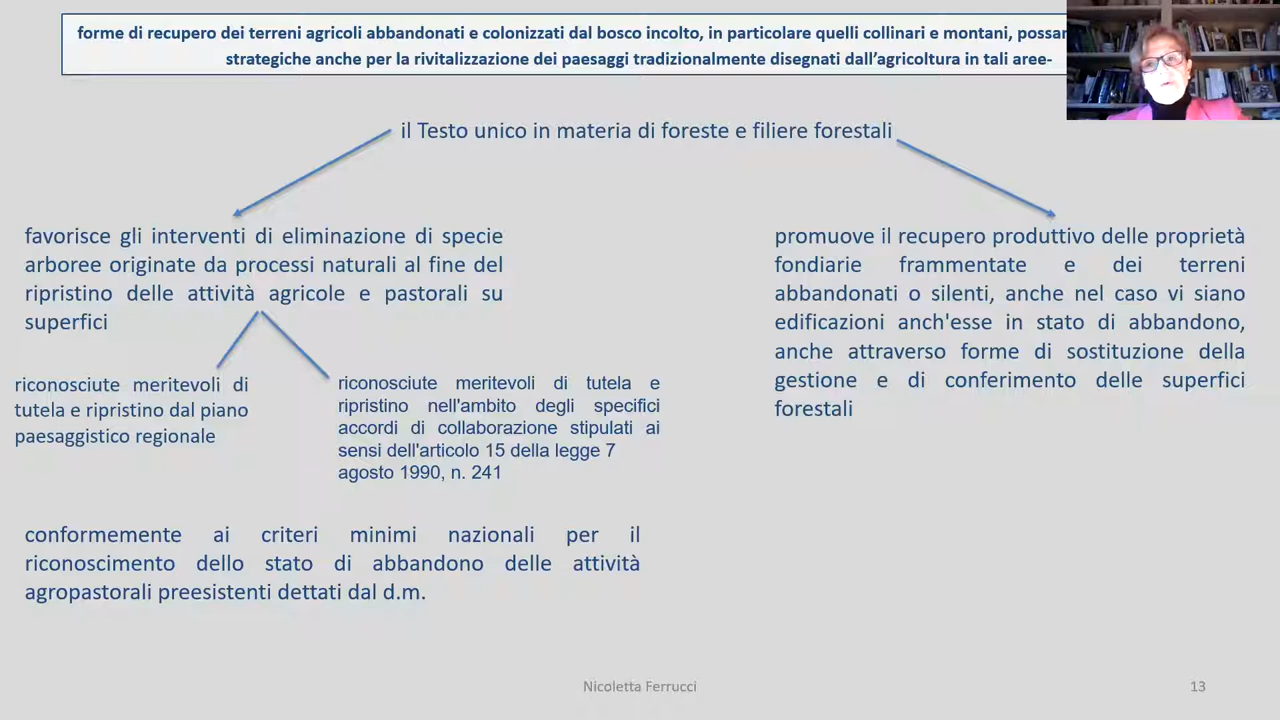 forme di recupero dei terreni agricoli abbandonati e colonizzati dal bosco incolto, in particolare quelli collinari e montani,
strategiche anche per la rivitalizzazione dei paesaggi tradizionalmente disegnati dall'agricoltura in tali aree-
il Testo unico in materia di foreste e filiere forestali
favorisce gli interventi di eliminazione di specie
arboree originate da processi naturali al fine del
ripristino delle attività agricole e pastorali su
superfici
riconosciute meritevoli di
tutela e ripristino dal piano
paesaggistico regionale
riconosciute meritevoli di tutela e
ripristino nell'ambito degli specifici
accordi di collaborazione stipulati ai
sensi dell'articolo 15 della legge 7
agosto 1990, n. 241
conformemente ai criteri minimi nazionali per il
riconoscimento dello stato di abbandono delle attività
agropastorali preesistenti dettati dal d.m.
promuove il recupero produttivo delle proprietà
fondiarie frammentate e dei terreni
abbandonati o silenti, anche nel caso vi siano
edificazioni anch'esse in stato di abbandono,
anche attraverso forme di sostituzione della
gestione e di conferimento delle superfici
forestali
Nicoletta Ferrucci
13